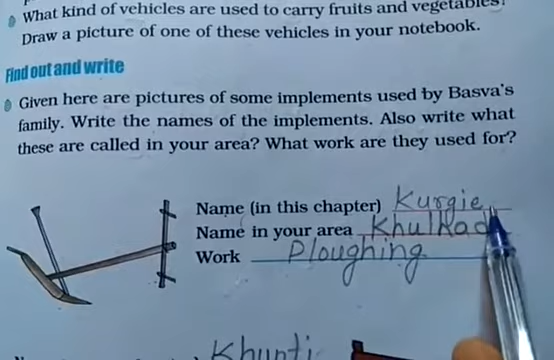 What kind of vehicles are used to carry fruits and vegetables?
Draw a picture of one of these vehicles in your notebook.
Find out and write
Given here are pictures of some implements used by Basva's
family. Write the names of the implements. Also write what
these are called in your area? What work are they used for?
Name (in this chapter) Kurgie
Name in your area Khulhad
Work Ploughing
Khunti